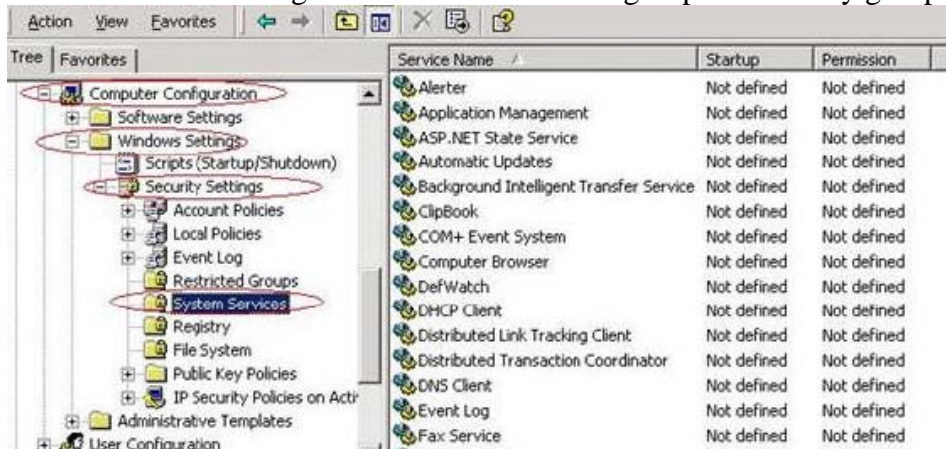 Action View Favorites
Tree Favorites
Computer Configuration
Software Settings
Windows Settings
Scripts (Startup/Shutdown)
Security Settings
Account Policies
Local Policies
Event Log
Restricted Groups
System Services
Registry
File System
Public Key Policies
IP Security Policies on Activ
Administrative Templates
User Configuration
Service Name Startup Permission
Alerter Not defined Not defined
Application Management Not defined Not defined
ASP.NET State Service Not defined Not defined
Automatic Updates Not defined Not defined
Background Intelligent Transfer Service Not defined Not defined
ClipBook Not defined Not defined
COM+ Event System Not defined Not defined
Computer Browser Not defined Not defined
DefWatch Not defined Not defined
DHCP Client Not defined Not defined
Distributed Link Tracking Client Not defined Not defined
Distributed Transaction Coordinator Not defined Not defined
DNS Client Not defined Not defined
Event Log Not defined Not defined
Fax Service Not defined Not defined